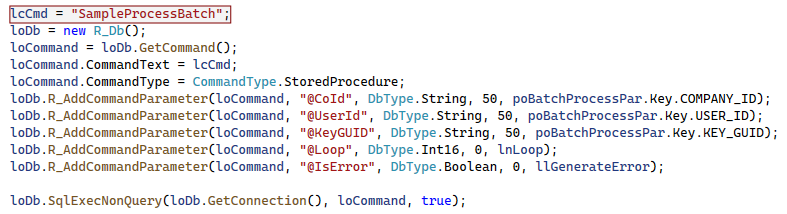 lcCmd = "SampleProcessBatch";
loDb = new R_Db();
loCommand = loDb.GetCommand();
loCommand.CommandText = lcCmd;
loCommand.CommandType = CommandType.StoredProcedure;
loDb.R_AddCommandParameter(loCommand, "@CoId", DbType.String, 50, poBatchProcessPar.Key.COMPANY_ID);
loDb.R_AddCommandParameter(loCommand, "@UserId", DbType.String, 50, poBatchProcessPar.Key.USER_ID);
loDb.R_AddCommandParameter(loCommand, "@KeyGUID", DbType.String, 50, poBatchProcessPar.Key.KEY_GUID);
loDb.R_AddCommandParameter(loCommand, "@Loop", DbType.Int16, 0, lnLoop);
loDb.R_AddCommandParameter(loCommand, "@IsError", DbType.Boolean, 0, llGenerateError);
loDb.SqlExecNonQuery(loDb.GetConnection(), loCommand, true);